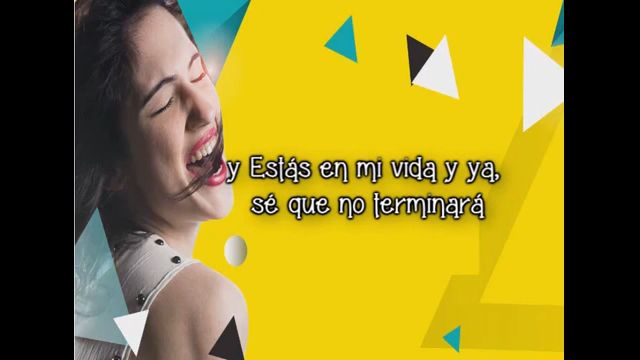 y Estás en mi vida y ya,
sé que no terminará